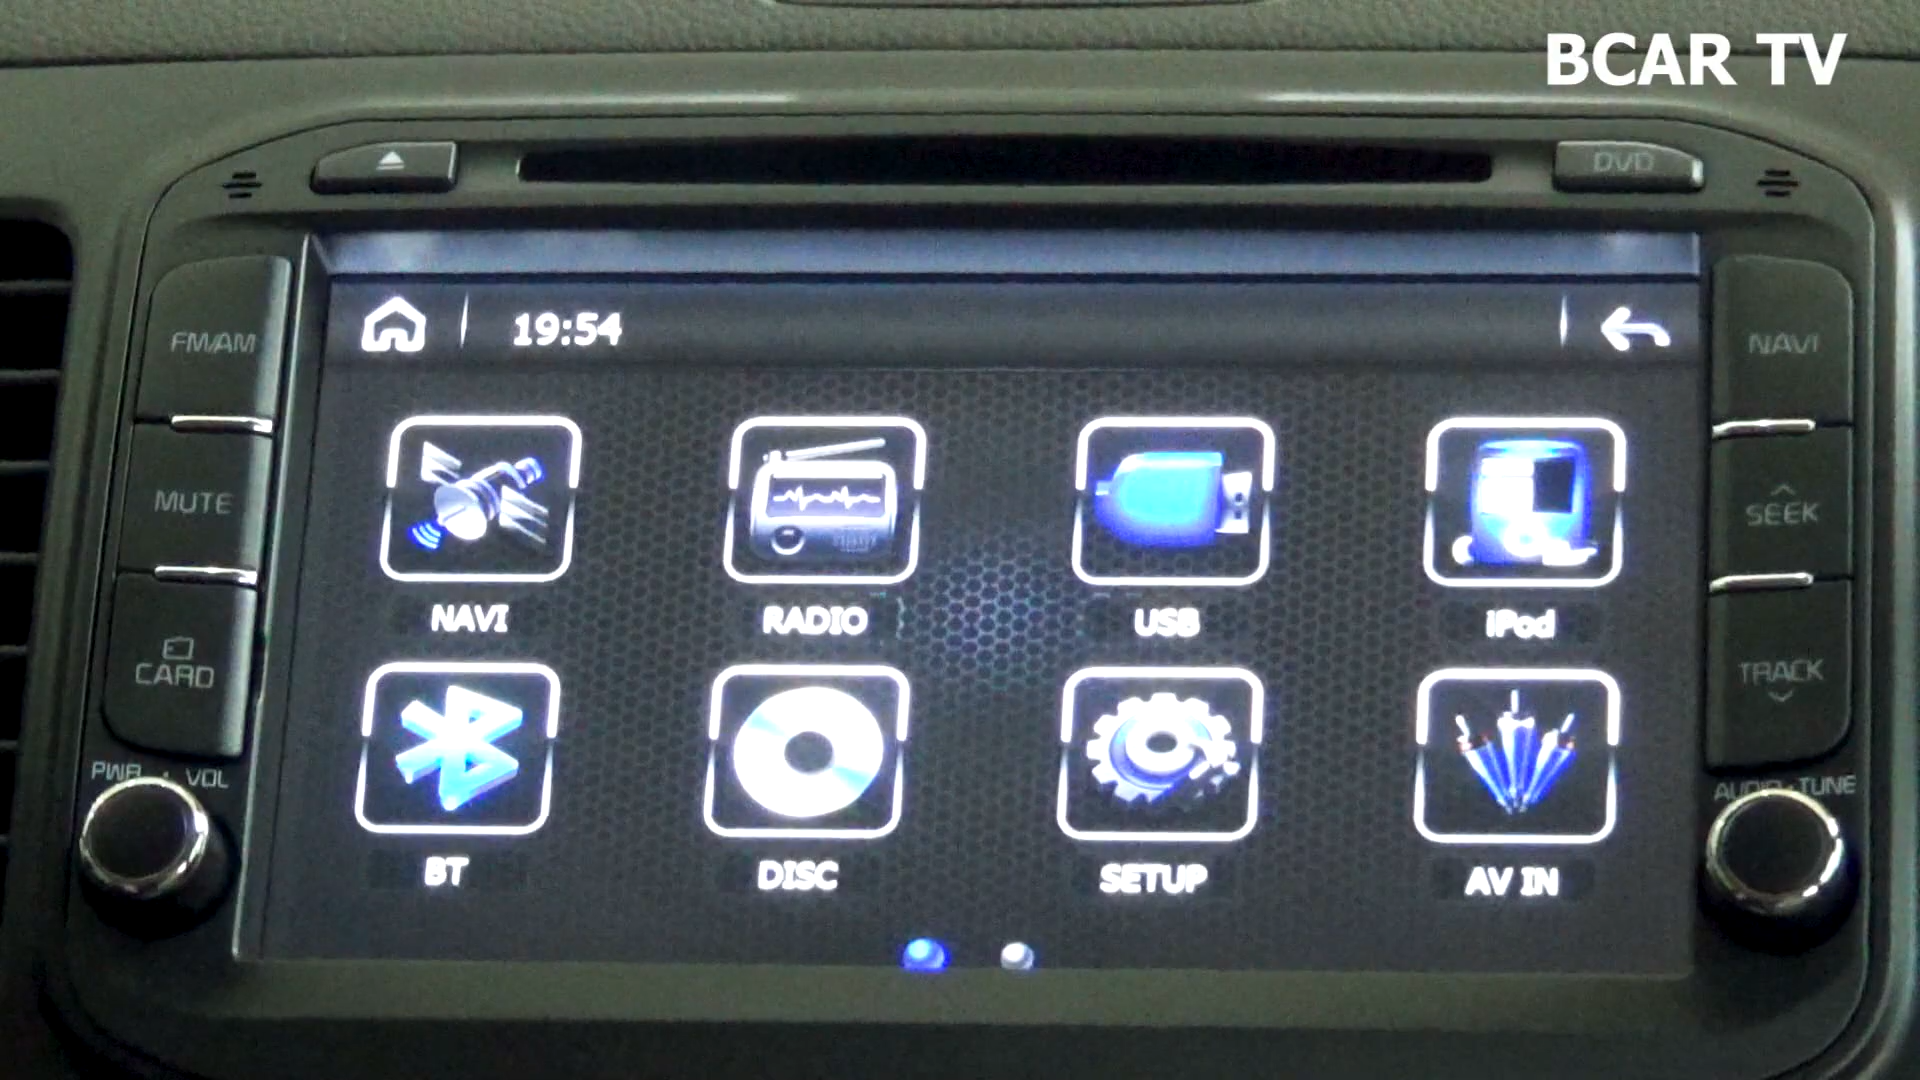 BCAR TV
DVD
19:54
FM/AM
NAVI
MUTE
SEEK
CARD
TRACK
NAVI
RADIO
USB
iPod
PWR · VOL
AUDIO · TUNE
BT
DISC
SETUP
AV IN